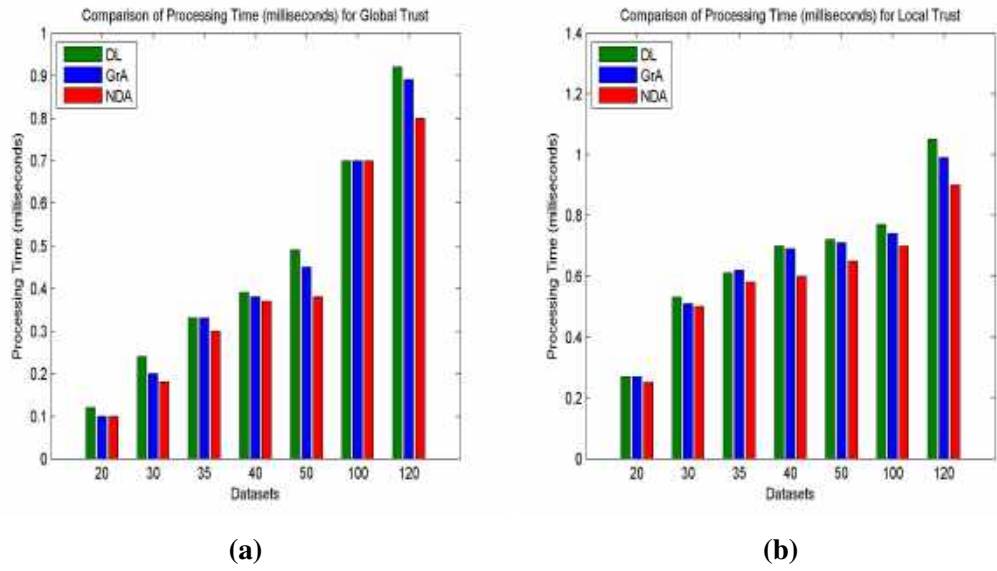 Comparison of Processing Time (milliseconds) for Global Trust
1
0.9
0.8
0.7
0.6
0.5
0.4
0.3
0.2
0.1
0
DL
GrA
NDA
Processing Time (milliseconds)
20 30 35 40 50 100 120
Datasets
(a)
Comparison of Processing Time (milliseconds) for Local Trust
1.4
1.2
1
0.8
0.6
0.4
0.2
0
DL
GrA
NDA
Processing Time (milliseconds)
20 30 35 40 50 100 120
Datasets
(b)